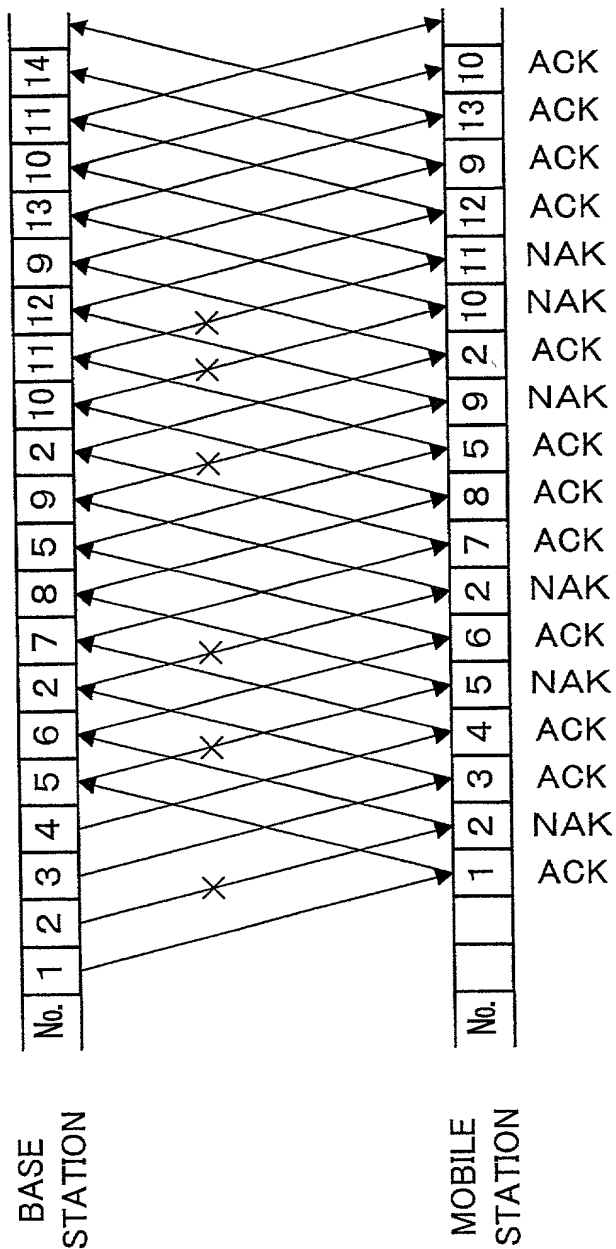 BASE
STATION
No. 1 2 3 4 5 6 2 7 8 5 9 2 10 11 12 9 13 10 11 14
MOBILE
STATION
No. 1 2 3 4 5 6 2 7 8 5 9 2 10 11 12 9 13 10
ACK
ACK
ACK
ACK
NAK
NAK
ACK
NAK
ACK
ACK
ACK
NAK
ACK
NAK
ACK
ACK
NAK
ACK